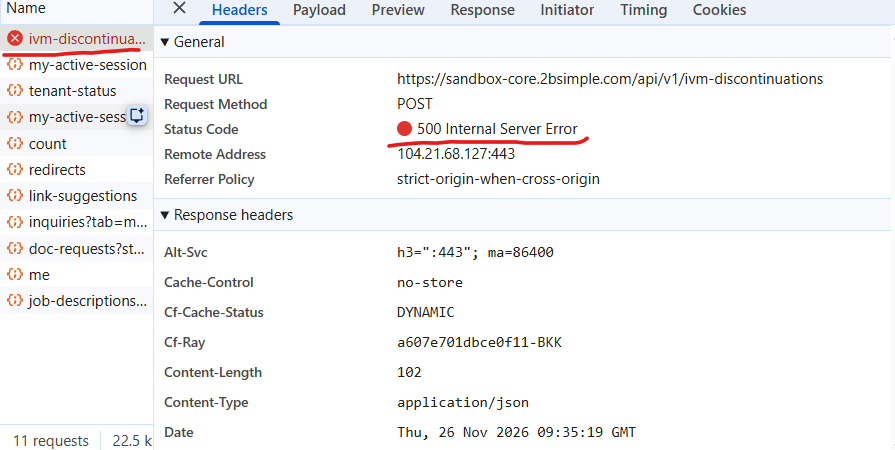 Name
ivm-discontinua...
my-active-session
tenant-status
my-active-sess
count
redirects
link-suggestions
inquiries?tab=m...
doc-requests?st...
me
job-descriptions...
11 requests 22.5 k
Headers Payload Preview Response Initiator Timing Cookies
General
Request URL https://sandbox-core.2bsimple.com/api/v1/ivm-discontinuations
Request Method POST
Status Code 500 Internal Server Error
Remote Address 104.21.68.127:443
Referrer Policy strict-origin-when-cross-origin
Response headers
Alt-Svc h3=":443"; ma=86400
Cache-Control no-store
Cf-Cache-Status DYNAMIC
Cf-Ray a607e701dbce0f11-BKK
Content-Length 102
Content-Type application/json
Date Thu, 26 Nov 2026 09:35:19 GMT